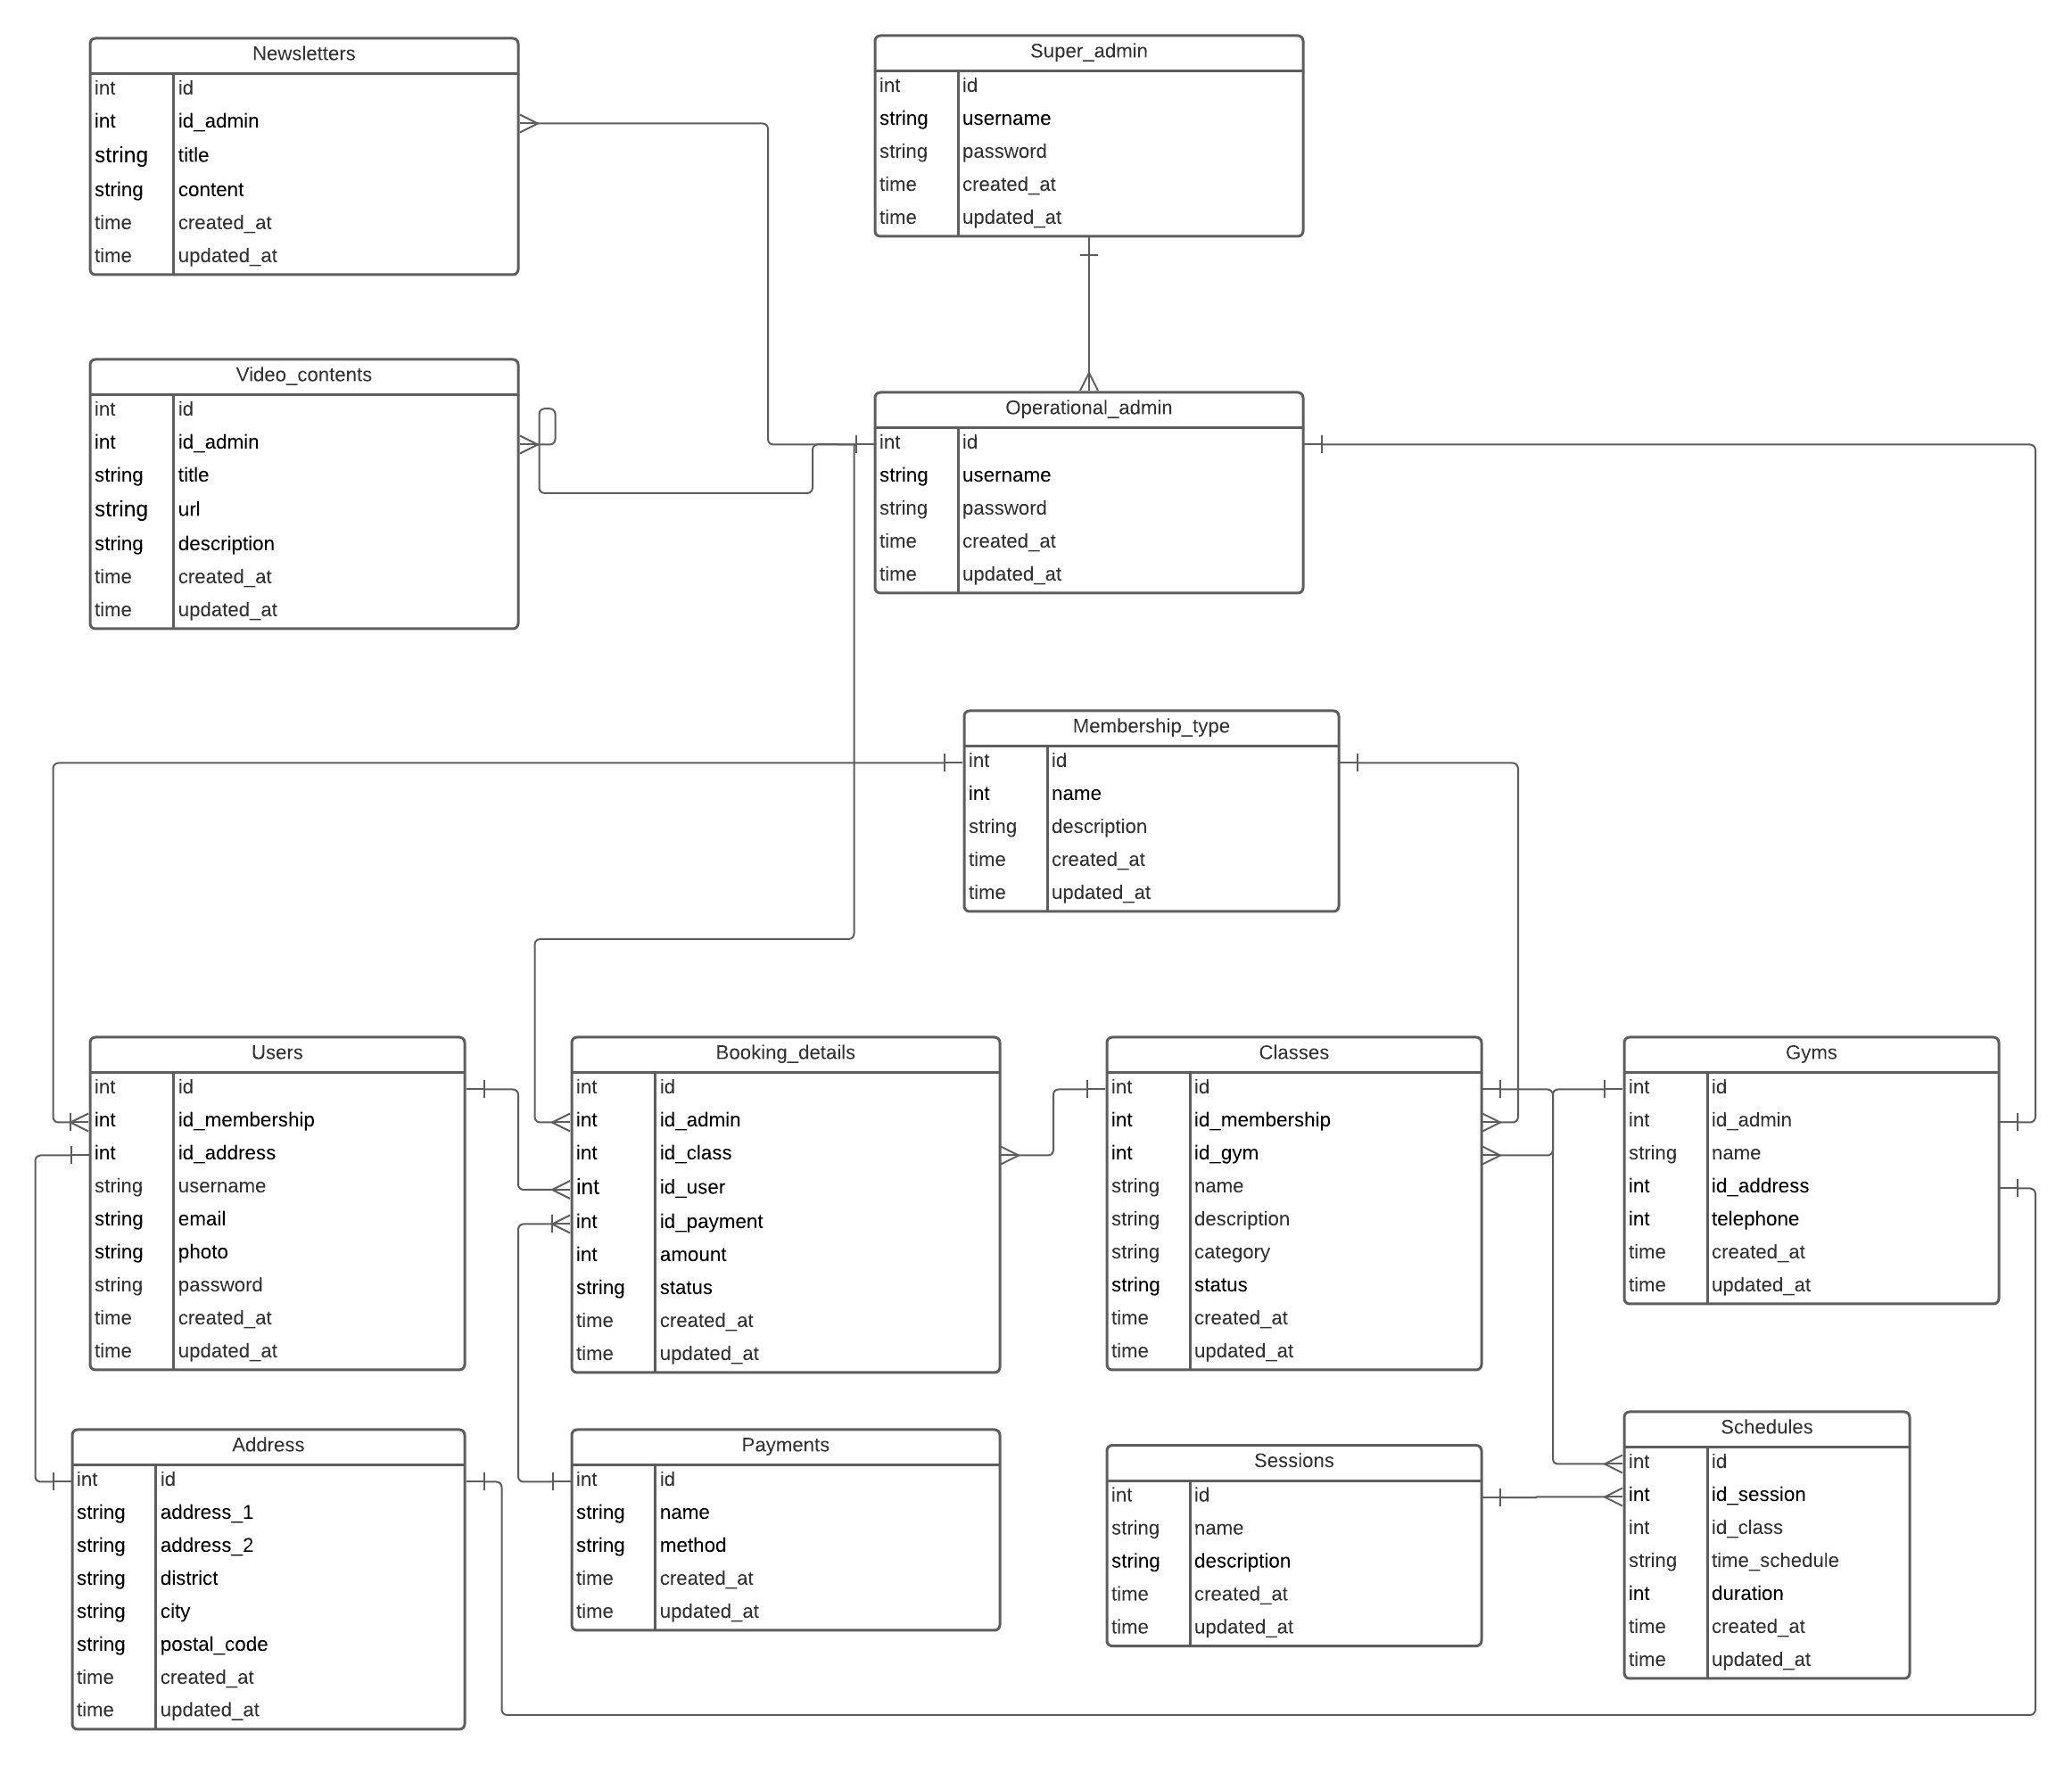 Newsletters
int id
int id_admin
string title
string content
time created_at
time updated_at
Super_admin
int id
string username
string password
time created_at
time updated_at
Video_contents
int id
int id_admin
string title
string url
string description
time created_at
time updated_at
Operational_admin
int id
string username
string password
time created_at
time updated_at
Membership_type
int id
int name
string description
time created_at
time updated_at
Users
int id
int id_membership
int id_address
string username
string email
string photo
string password
time created_at
time updated_at
Booking_details
int id
int id_admin
int id_class
int id_user
int id_payment
int amount
string status
time created_at
time updated_at
Classes
int id
int id_membership
int id_gym
string name
string description
string category
string status
time created_at
time updated_at
Gyms
int id
int id_admin
string name
int id_address
int telephone
time created_at
time updated_at
Address
int id
string address_1
string address_2
string district
string city
string postal_code
time created_at
time updated_at
Payments
int id
string name
string method
time created_at
time updated_at
Sessions
int id
string name
string description
time created_at
time updated_at
Schedules
int id
int id_session
int id_class
string time_schedule
int duration
time created_at
time updated_at